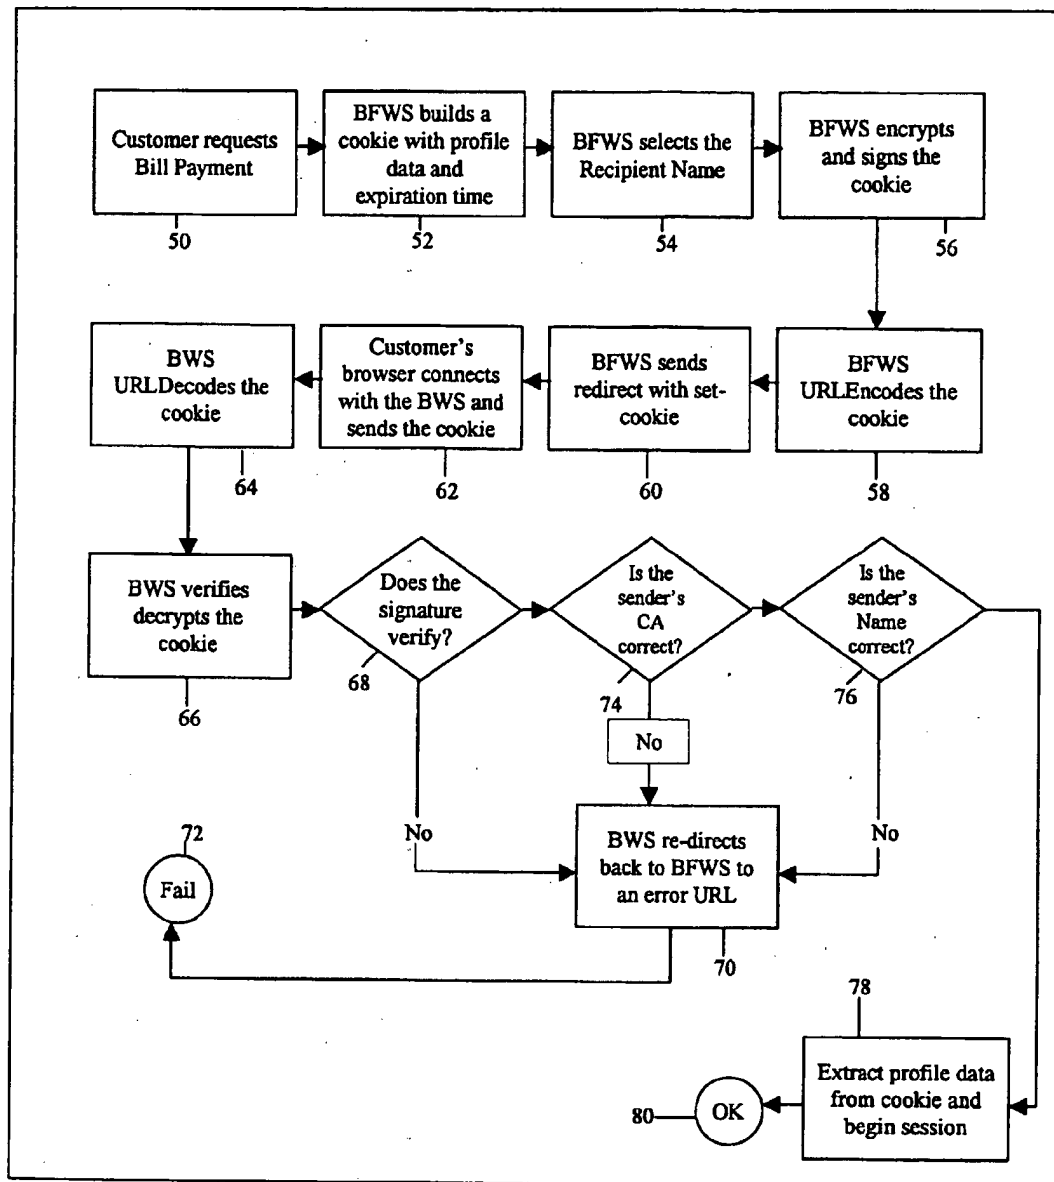 Customer requests
Bill Payment
50
BFWS builds a
cookie with profile
data and
expiration time
52
BFWS selects the
Recipient Name
54
BFWS encrypts
and signs the
cookie
56
BFWS
URLEncodes the
cookie
58
BFWS sends
redirect with set-
cookie
60
Customer's
browser connects
with the BWS and
sends the cookie
62
BWS
URLDecodes the
cookie
64
BWS verifies
decrypts the
cookie
66
Does the
signature
verify?
68
Is the
sender's
CA
correct?
74
Is the
sender's
Name
correct?
76
No
No
No
BWS re-directs
back to BFWS to
an error URL
70
72
Fail
78
Extract profile data
from cookie and
begin session
80
OK